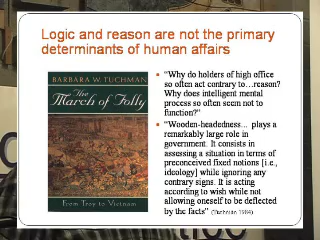 Logic and reason are not the primary
determinants of human affairs
BARBARA W. TUCHMAN
The
March of Folly
From Troy to Vietnam
"Why do holders of high office
so often act contrary to...reason?
Why does intelligent mental
process so often seem not to
function?"
"Wooden-headedness... plays a
remarkably large role in
government. It consists in
assessing a situation in terms of
preconceived fixed notions [i.e.,
ideology] while ignoring any
contrary signs. It is acting
according to wish while not
allowing oneself to be deflected
by the facts" (Tuchman 1984)